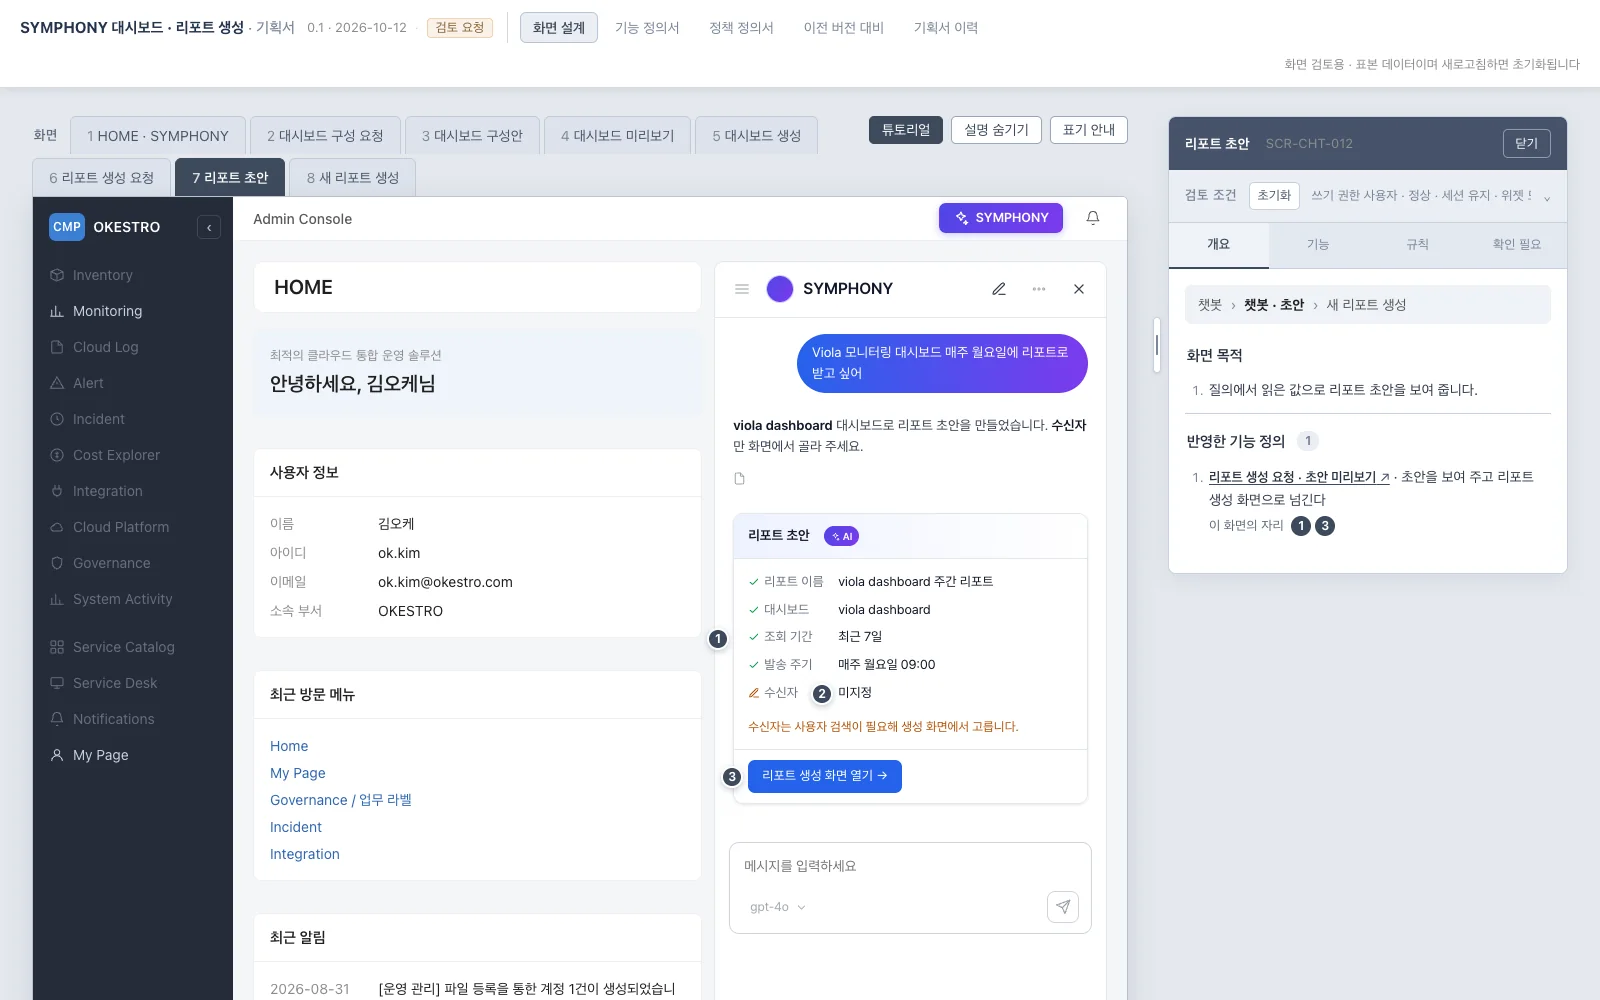 SYMPHONY 대시보드 · 리포트 생성 · 기획서 0.1 · 2026-10-12 · 검토 요청
화면 설계 기능 정의서 정책 정의서 이전 버전 대비 기획서 이력
화면 검토용 · 표본 데이터이며 새로고침하면 초기화됩니다
화면 1 HOME · SYMPHONY 2 대시보드 구성 요청 3 대시보드 구성안 4 대시보드 미리보기 5 대시보드 생성
6 리포트 생성 요청 7 리포트 초안 8 새 리포트 생성
튜토리얼 설명 숨기기 표기 안내
CMP OKESTRO
Inventory
Monitoring
Cloud Log
Alert
Incident
Cost Explorer
Integration
Cloud Platform
Governance
System Activity
Service Catalog
Service Desk
Notifications
My Page
Admin Console
SYMPHONY
HOME
최적의 클라우드 통합 운영 솔루션
안녕하세요, 김오케님
사용자 정보
이름 김오케
아이디 ok.kim
이메일 ok.kim@okestro.com
소속 부서 OKESTRO
최근 방문 메뉴
Home
My Page
Governance / 업무 라벨
Incident
Integration
최근 알림
2026-08-31 [운영 관리] 파일 등록을 통한 계정 1건이 생성되었습니
SYMPHONY
Viola 모니터링 대시보드 매주 월요일에 리포트로
받고 싶어
viola dashboard 대시보드로 리포트 초안을 만들었습니다. 수신자
만 화면에서 골라 주세요.
리포트 초안 AI
리포트 이름 viola dashboard 주간 리포트
대시보드 viola dashboard
1
조회 기간 최근 7일
발송 주기 매주 월요일 09:00
수신자 2 미지정
수신자는 사용자 검색이 필요해 생성 화면에서 고릅니다.
3 리포트 생성 화면 열기 →
메시지를 입력하세요
gpt-4o
리포트 초안 SCR-CHT-012 닫기
검토 조건 초기화 쓰기 권한 사용자 · 정상 · 세션 유지 · 위젯
개요 기능 규칙 확인 필요
챗봇 › 챗봇 · 초안 › 새 리포트 생성
화면 목적
1. 질의에서 읽은 값으로 리포트 초안을 보여 줍니다.
반영한 기능 정의 1
1. 리포트 생성 요청 · 초안 미리보기 ↗ · 초안을 보여 주고 리포트
생성 화면으로 넘긴다
이 화면의 자리 1 3